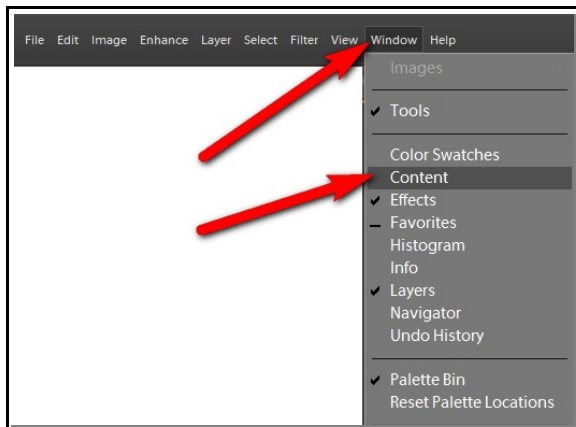 File Edit Image Enhance Layer Select Filter View Window Help
Images
Tools
Color Swatches
Content
Effects
Favorites
Histogram
Info
Layers
Navigator
Undo History
Palette Bin
Reset Palette Locations